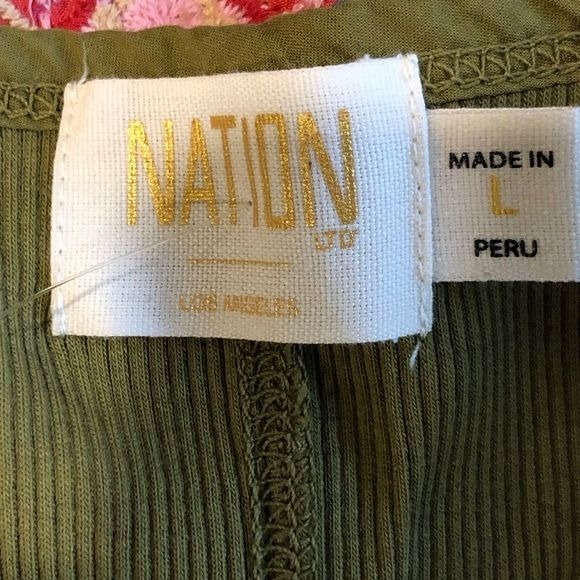 NATION
LTD
LOS ANGELES
MADE IN
L
PERU